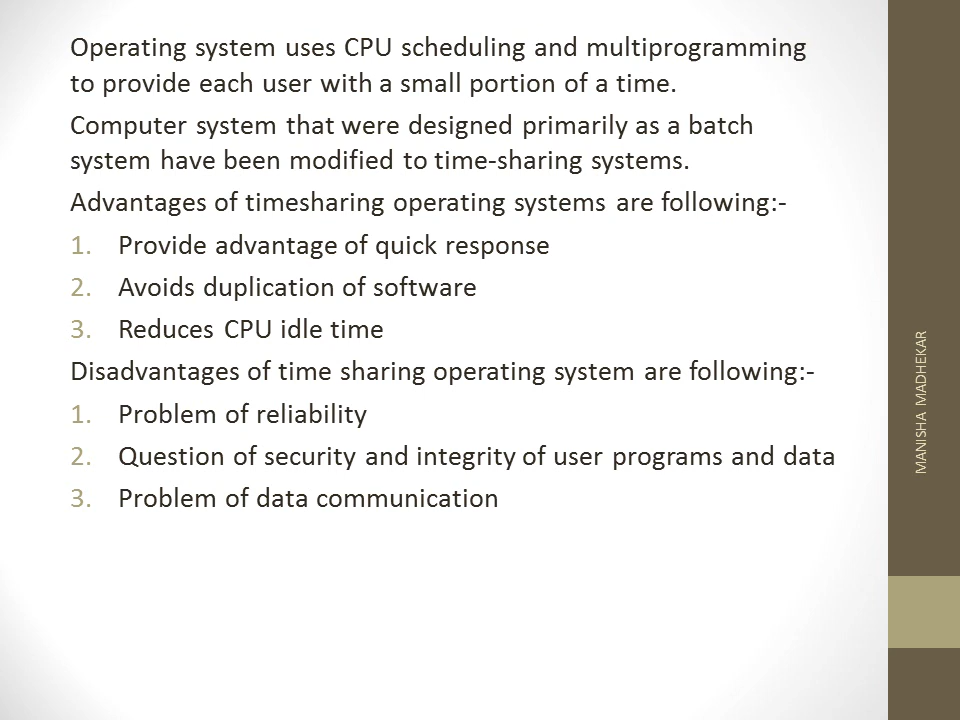 Operating system uses CPU scheduling and multiprogramming
to provide each user with a small portion of a time.
Computer system that were designed primarily as a batch
system have been modified to time-sharing systems.
Advantages of timesharing operating systems are following:-
1. Provide advantage of quick response
2. Avoids duplication of software
3. Reduces CPU idle time
Disadvantages of time sharing operating system are following:-
1. Problem of reliability
2. Question of security and integrity of user programs and data
3. Problem of data communication
MANISHA MADHEKAR